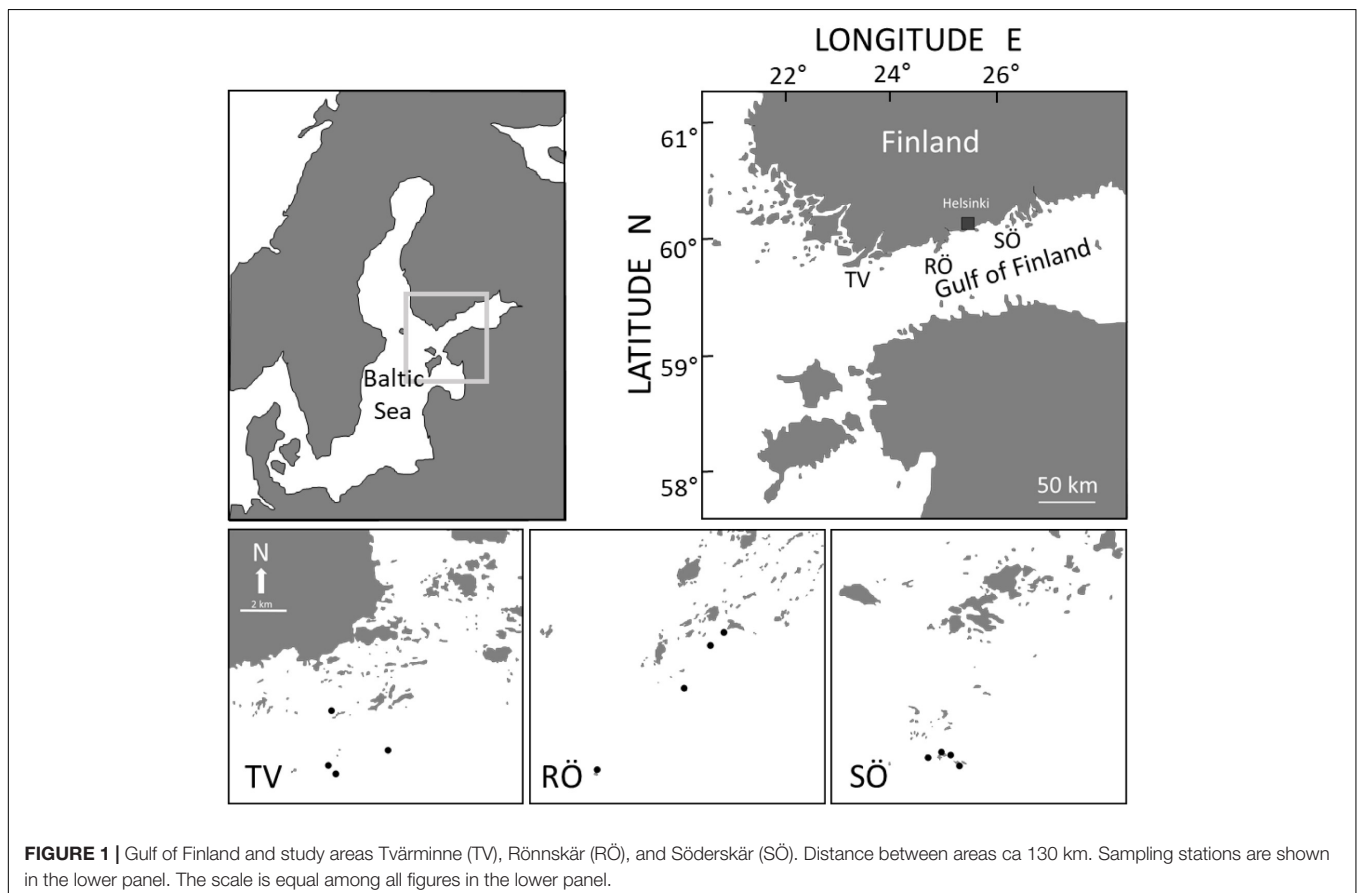 LONGITUDE E
22° 24° 26°
61°
60°
59°
58°
LATITUDE N
Finland
Helsinki
TV
RÖ
SÖ
Gulf of Finland
50 km
Baltic
Sea
N
2 km
TV
RÖ
SÖ
FIGURE 1 | Gulf of Finland and study areas Tvärminne (TV), Rönnskär (RÖ), and Söderskär (SÖ). Distance between areas ca 130 km. Sampling stations are shown
in the lower panel. The scale is equal among all figures in the lower panel.